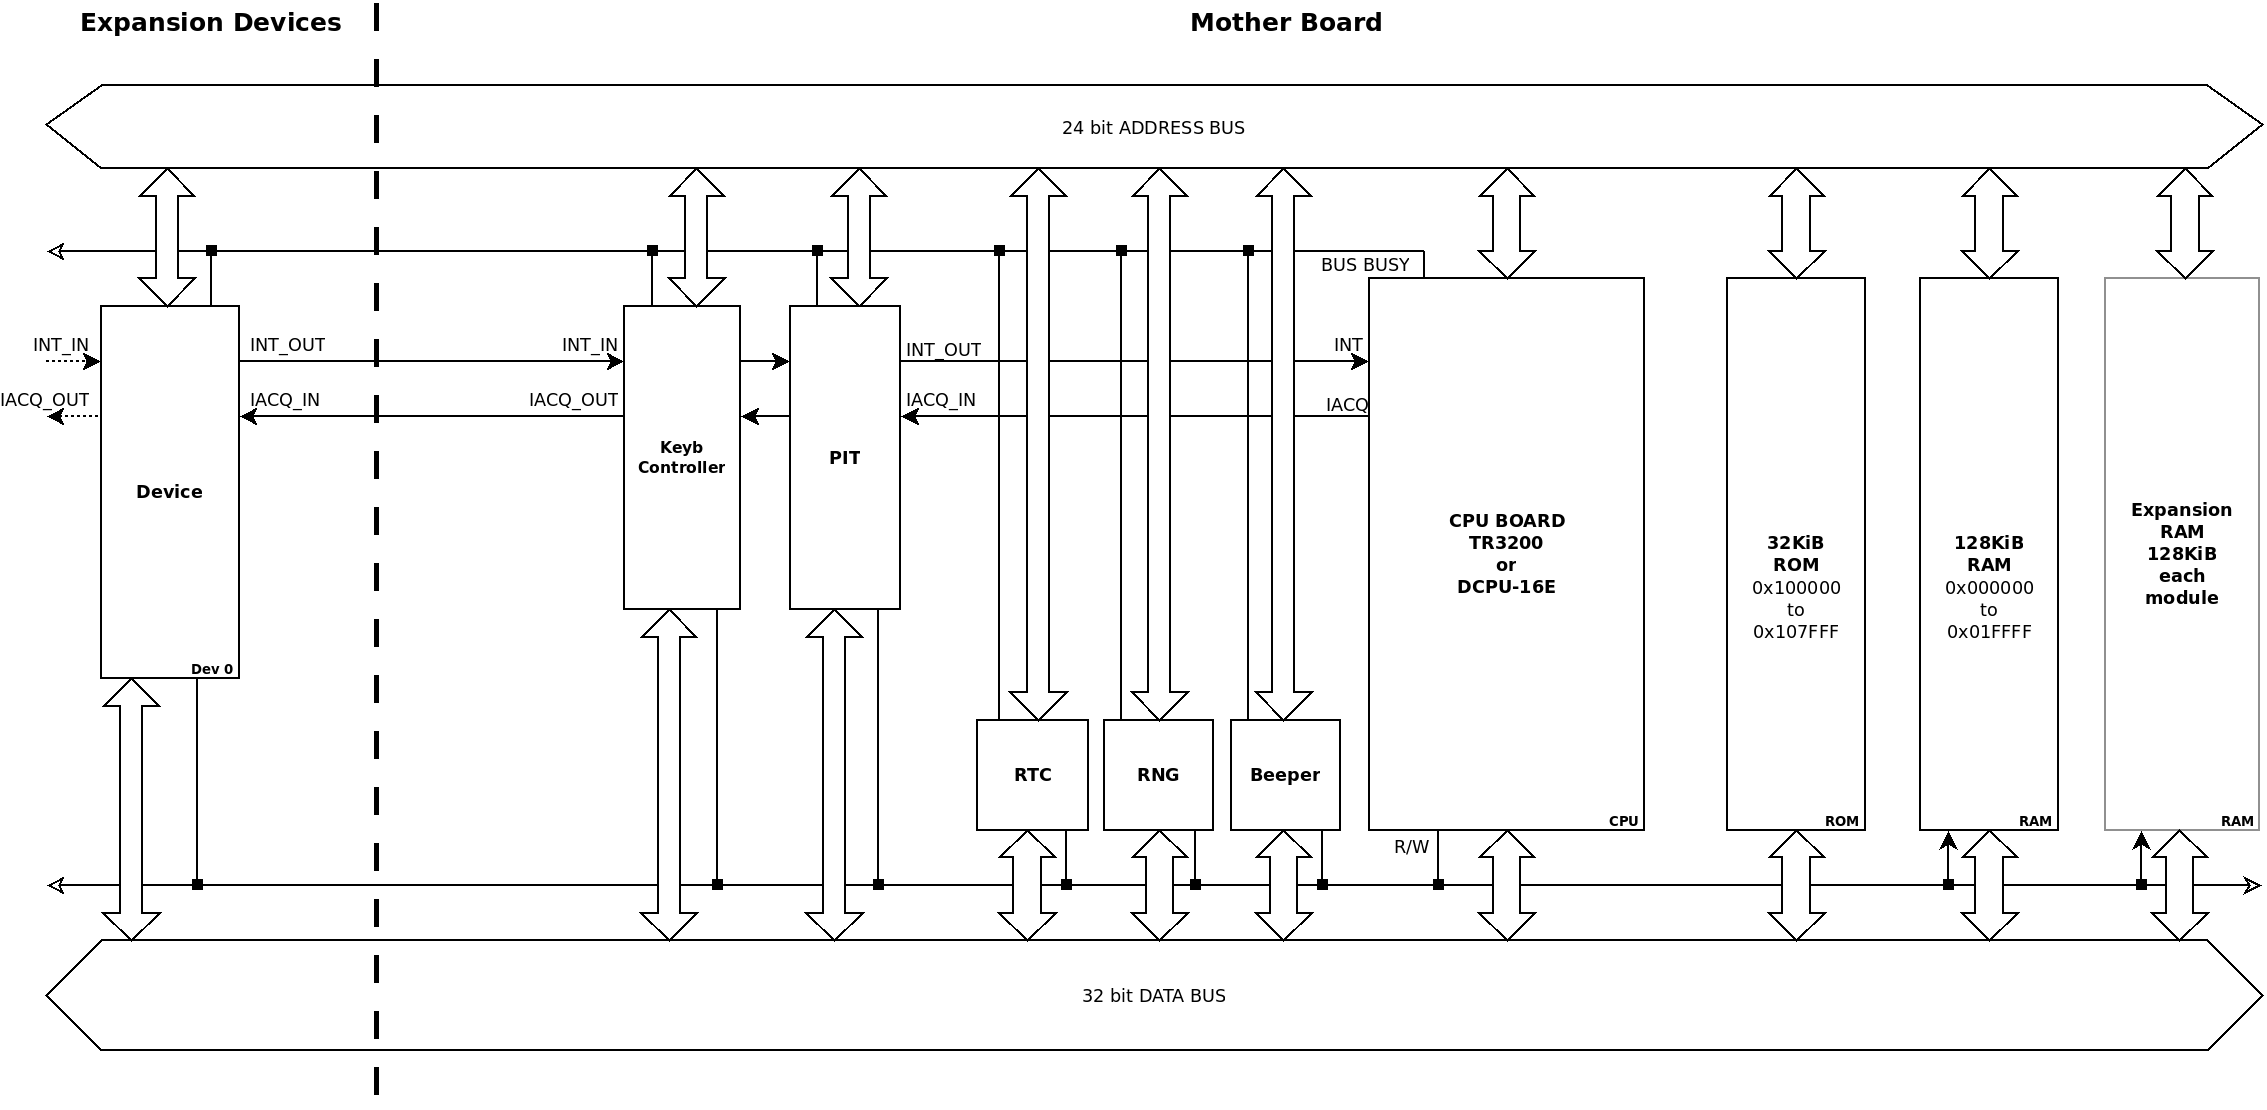 Expansion Devices
Mother Board
24 bit ADDRESS BUS
BUS BUSY
INT_IN
INT_OUT
INT_IN
INT_OUT
INT
IACQ_OUT
IACQ_IN
IACQ_OUT
IACQ_IN
IACQ
Device
Dev 0
Keyb
Controller
PIT
RTC
RNG
Beeper
CPU BOARD
TR3200
or
DCPU-16E
CPU
R/W
32KiB
ROM
0x100000
to
0x107FFF
ROM
128KiB
RAM
0x000000
to
0x01FFFF
RAM
Expansion
RAM
128KiB
each
module
RAM
32 bit DATA BUS